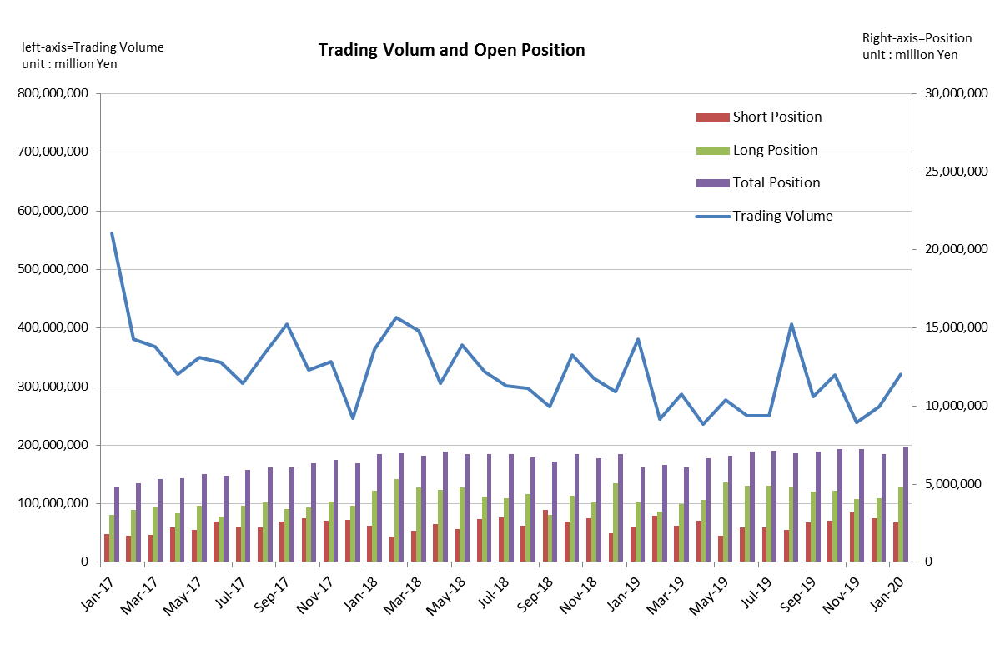 left-axis=Trading Volume
unit : million Yen
Trading Volum and Open Position
Right-axis=Position
unit : million Yen
800,000,000
700,000,000
600,000,000
500,000,000
400,000,000
300,000,000
200,000,000
100,000,000
0
30,000,000
25,000,000
20,000,000
15,000,000
10,000,000
5,000,000
0
Short Position
Long Position
Total Position
Trading Volume
Jan-17
Mar-17
May-17
Jul-17
Sep-17
Nov-17
Jan-18
Mar-18
May-18
Jul-18
Sep-18
Nov-18
Jan-19
Mar-19
May-19
Jul-19
Sep-19
Nov-19
Jan-20